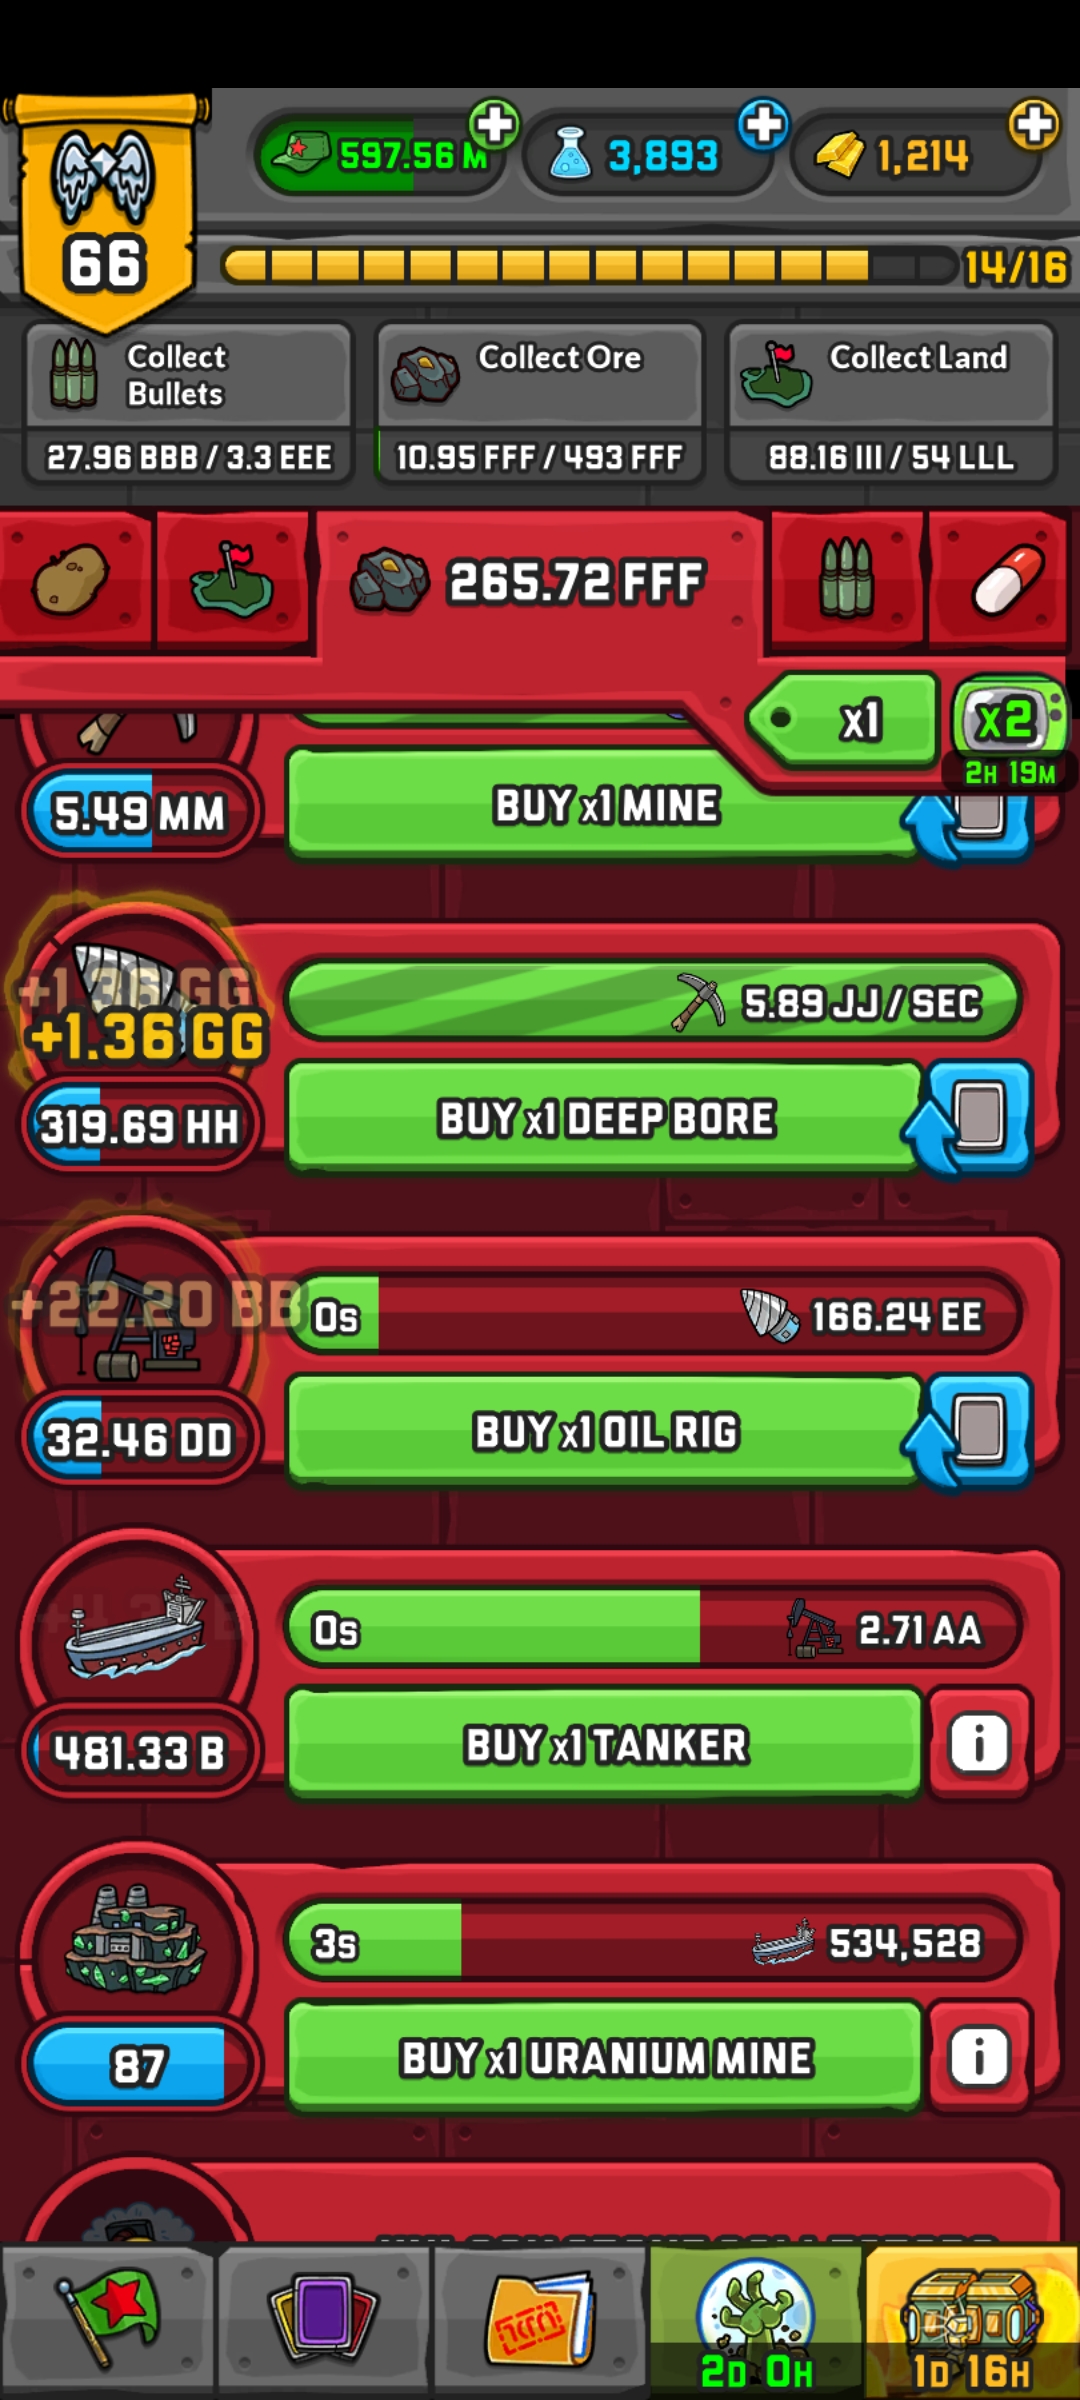 597.56 M
3,893
1,214
66
14/16
Collect
Bullets
27.96 BBB / 3.3 EEE
Collect Ore
10.95 FFF / 493 FFF
Collect Land
88.16 III / 54 LLL
265.72 FFF
x1
x2
2H 19M
5.49 MM
BUY x1 MINE
+1.36 GG
+1.36 GG
5.89 JJ / SEC
319.69 HH
BUY x1 DEEP BORE
+22.20 BB
0s
166.24 EE
32.46 DD
BUY x1 OIL RIG
0s
2.71 AA
481.33 B
BUY x1 TANKER
i
3s
534,528
87
BUY x1 URANIUM MINE
i
2D 0H
1D 16H